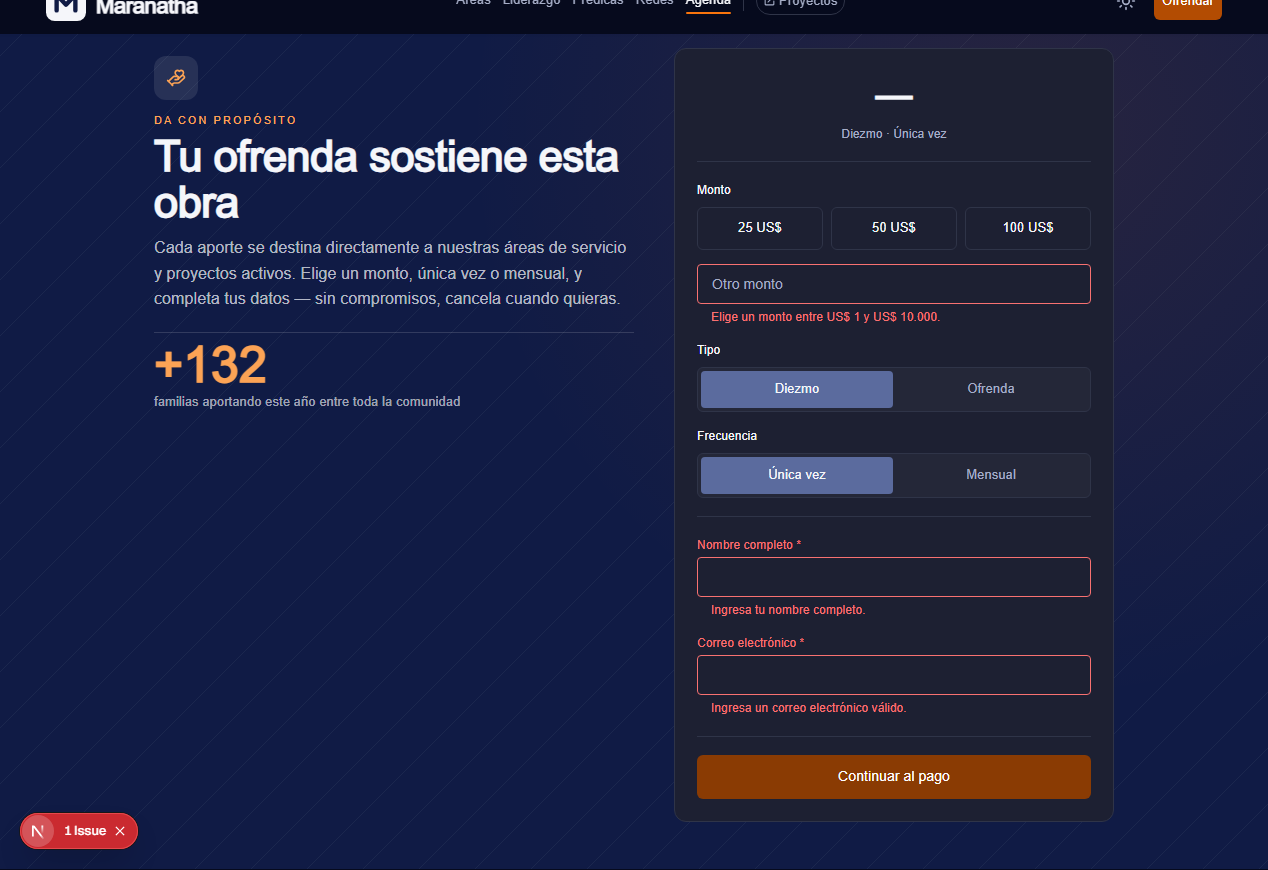 Maranatha
Áreas Liderazgo Prédicas Redes Agenda Proyectos
Ofrendar
DA CON PROPÓSITO
Tu ofrenda sostiene esta
obra
Cada aporte se destina directamente a nuestras áreas de servicio
y proyectos activos. Elige un monto, única vez o mensual, y
completa tus datos — sin compromisos, cancela cuando quieras.
+132
familias aportando este año entre toda la comunidad
—
Diezmo · Única vez
Monto
25 US$ 50 US$ 100 US$
Otro monto
Elige un monto entre US$ 1 y US$ 10.000.
Tipo
Diezmo Ofrenda
Frecuencia
Única vez Mensual
Nombre completo *
Ingresa tu nombre completo.
Correo electrónico *
Ingresa un correo electrónico válido.
Continuar al pago
N 1 Issue